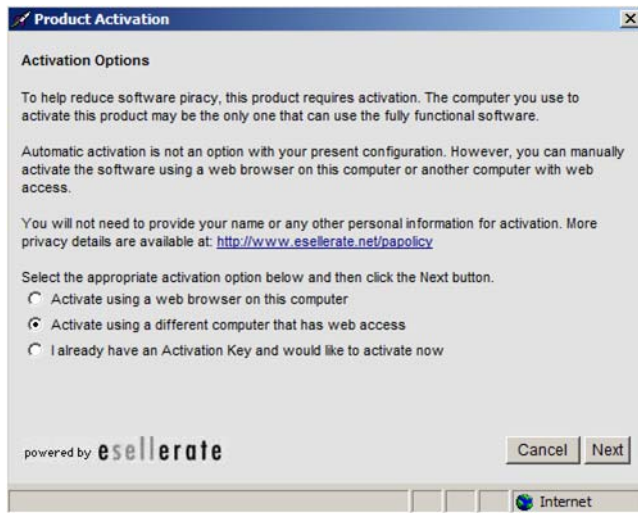 Product Activation
Activation Options
To help reduce software piracy, this product requires activation. The computer you use to
activate this product may be the only one that can use the fully functional software.
Automatic activation is not an option with your present configuration. However, you can manually
activate the software using a web browser on this computer or another computer with web
access.
You will not need to provide your name or any other personal information for activation. More
privacy details are available at: http://www.esellerate.net/papolicy
Select the appropriate activation option below and then click the Next button.
Activate using a web browser on this computer
Activate using a different computer that has web access
I already have an Activation Key and would like to activate now
powered by esellerate
Cancel Next
Internet